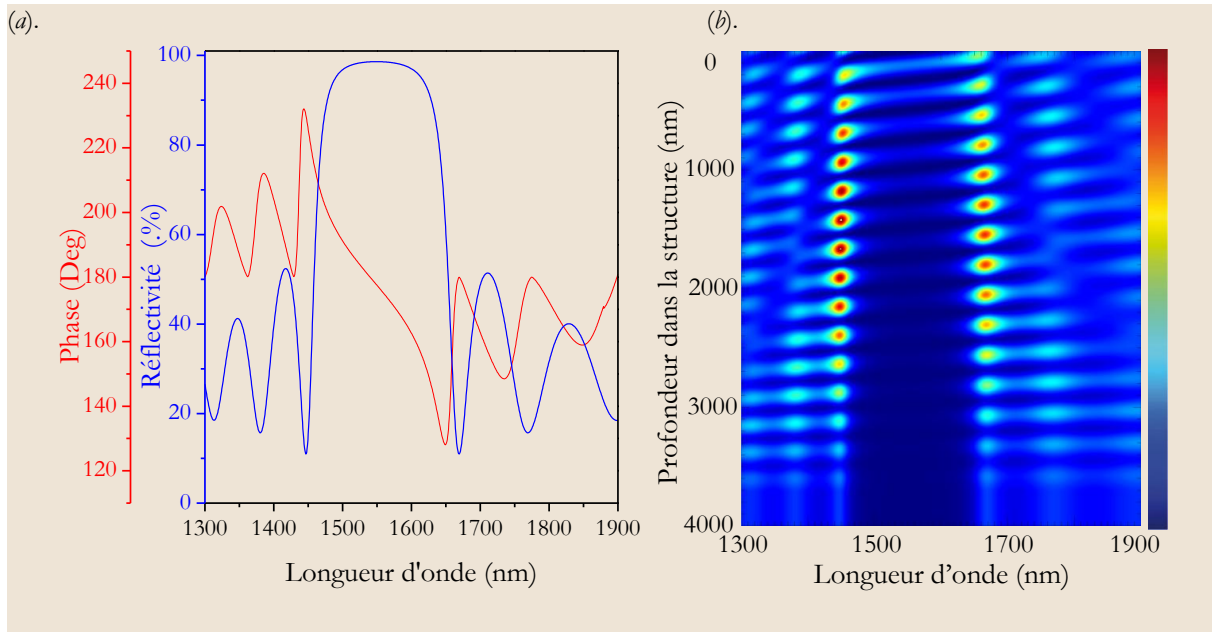 (a).
(b).
Phase (Deg)
240
220
200
180
160
140
120
Réflectivité (.%)
100
80
60
40
20
0
1300 1400 1500 1600 1700 1800 1900
Longueur d'onde (nm)
Profondeur dans la structure (nm)
0
1000
2000
3000
4000
1300 1500 1700 1900
Longueur d’onde (nm)